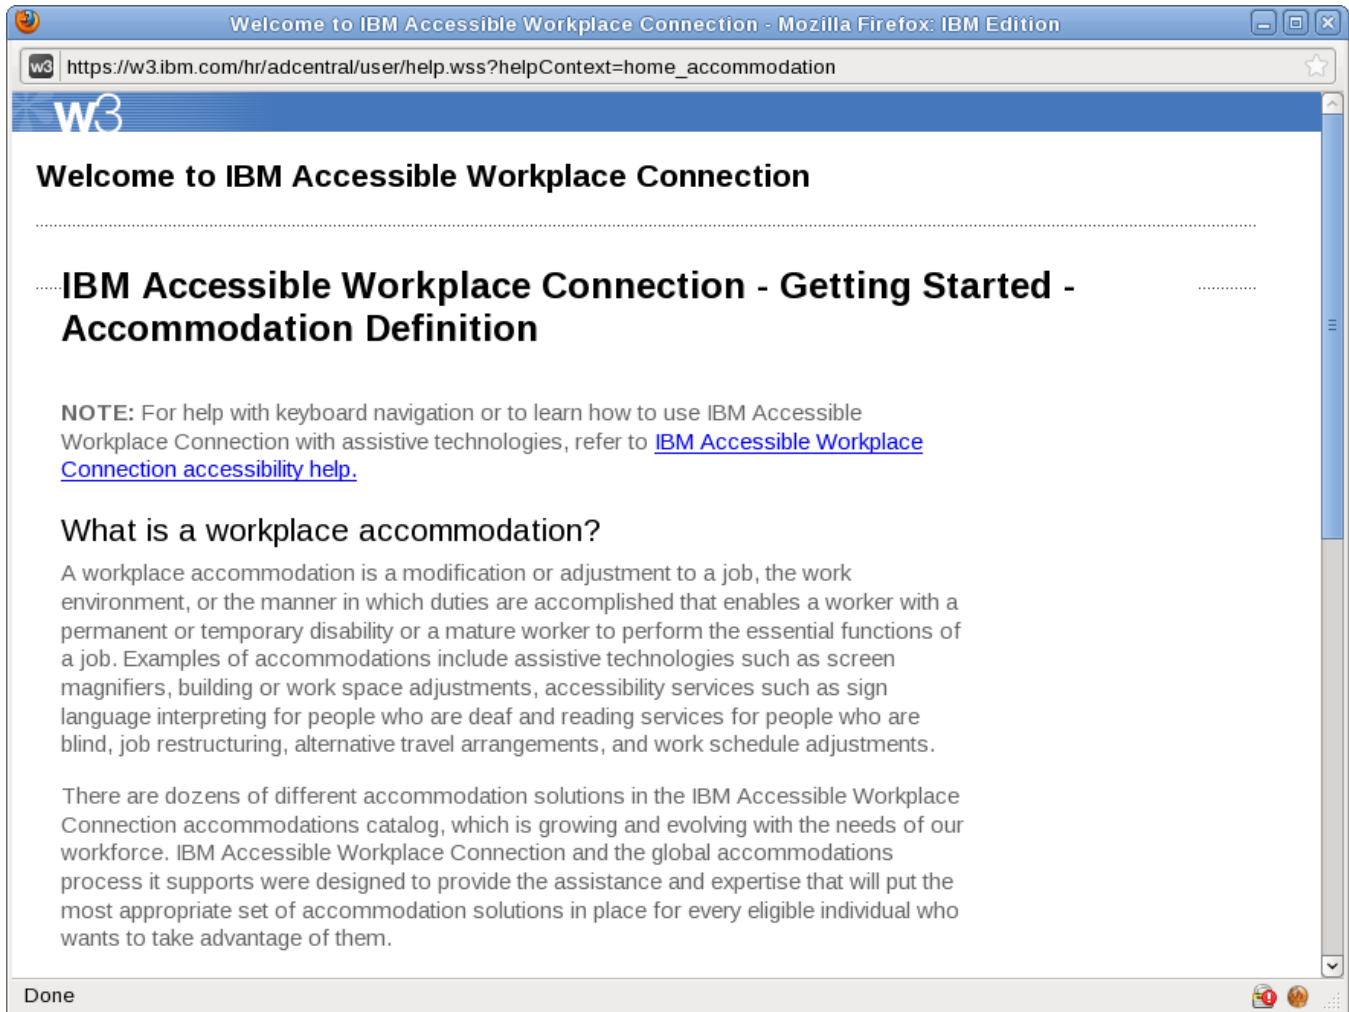 Welcome to IBM Accessible Workplace Connection - Mozilla Firefox: IBM Edition
w3 https://w3.ibm.com/hr/adcentral/user/help.wss?helpContext=home_accommodation
w3
Welcome to IBM Accessible Workplace Connection
IBM Accessible Workplace Connection - Getting Started -
Accommodation Definition
NOTE: For help with keyboard navigation or to learn how to use IBM Accessible
Workplace Connection with assistive technologies, refer to IBM Accessible Workplace
Connection accessibility help.
What is a workplace accommodation?
A workplace accommodation is a modification or adjustment to a job, the work
environment, or the manner in which duties are accomplished that enables a worker with a
permanent or temporary disability or a mature worker to perform the essential functions of
a job. Examples of accommodations include assistive technologies such as screen
magnifiers, building or work space adjustments, accessibility services such as sign
language interpreting for people who are deaf and reading services for people who are
blind, job restructuring, alternative travel arrangements, and work schedule adjustments.
There are dozens of different accommodation solutions in the IBM Accessible Workplace
Connection accommodations catalog, which is growing and evolving with the needs of our
workforce. IBM Accessible Workplace Connection and the global accommodations
process it supports were designed to provide the assistance and expertise that will put the
most appropriate set of accommodation solutions in place for every eligible individual who
wants to take advantage of them.
Done